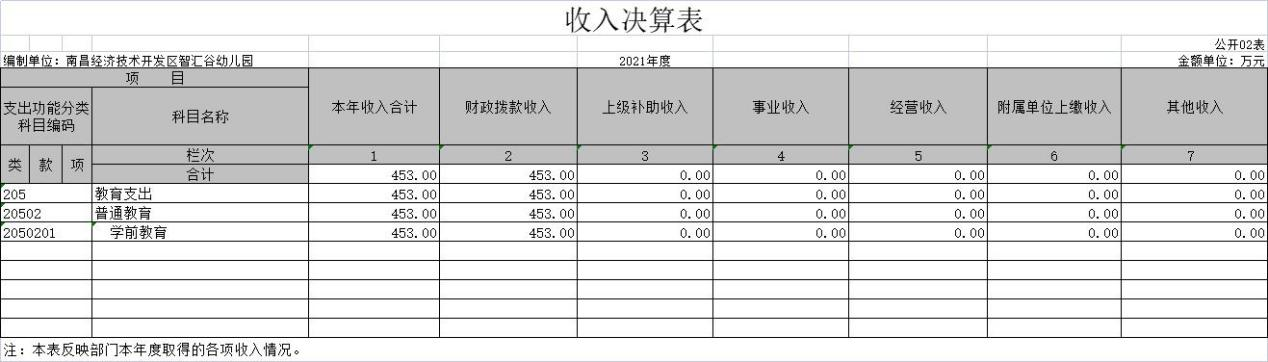 收入决算表
公开02表
编制单位：南昌经济技术开发区智汇谷幼儿园 2021年度 金额单位：万元
项 目 本年收入合计 财政拨款收入 上级补助收入 事业收入 经营收入 附属单位上缴收入 其他收入
支出功能分类科目编码 科目名称
类 款 项 栏次 1 2 3 4 5 6 7
合计 453.00 453.00 0.00 0.00 0.00 0.00 0.00
205 教育支出 453.00 453.00 0.00 0.00 0.00 0.00 0.00
20502 普通教育 453.00 453.00 0.00 0.00 0.00 0.00 0.00
2050201 学前教育 453.00 453.00 0.00 0.00 0.00 0.00 0.00
注：本表反映部门本年度取得的各项收入情况。